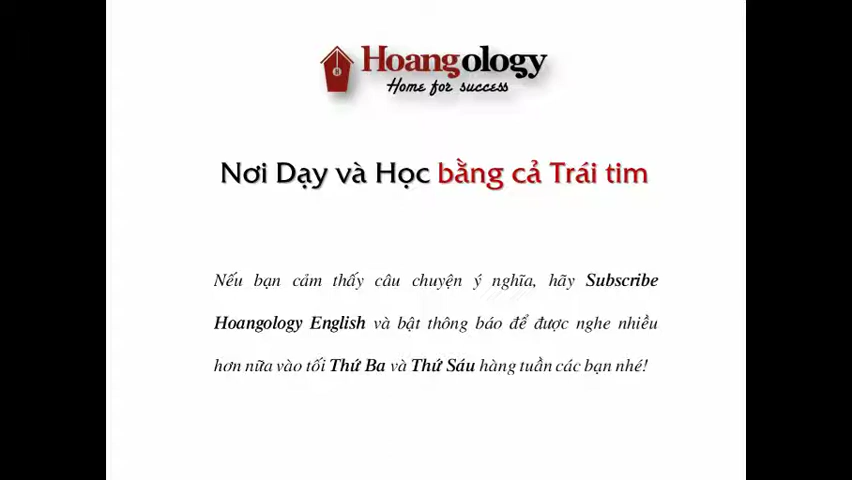 Hoangology
Home for success
Nơi Dạy và Học bằng cả Trái tim
Nếu bạn cảm thấy câu chuyện ý nghĩa, hãy Subscribe
Hoangology English và bật thông báo để được nghe nhiều
hơn nữa vào tối Thứ Ba và Thứ Sáu hàng tuần các bạn nhé!